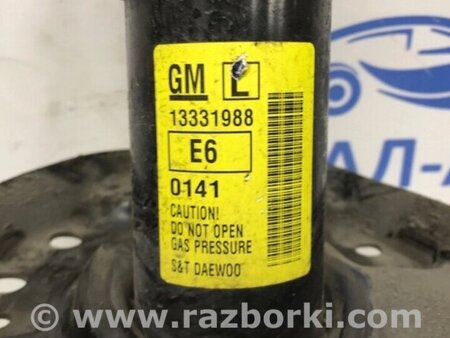 GM L
13331988
E6
0141
CAUTION!
DO NOT OPEN
GAS PRESSURE
S&T DAEWOO
АЛ-А
© www.razborki.com